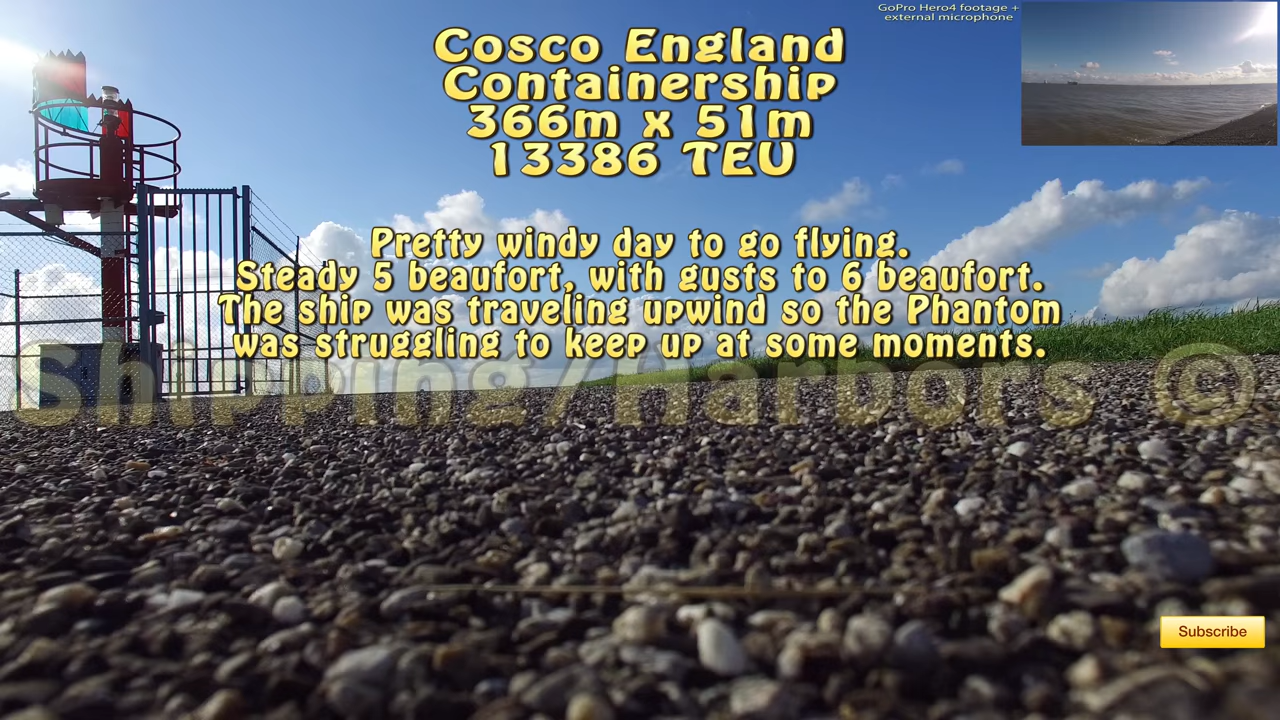 GoPro Hero4 footage +
external microphone
Cosco England
Containership
366m x 51m
13386 TEU
Pretty windy day to go flying.
Steady 5 beaufort, with gusts to 6 beaufort.
The ship was traveling upwind so the Phantom
was struggling to keep up at some moments.
Shipping/Harbors ©
Subscribe